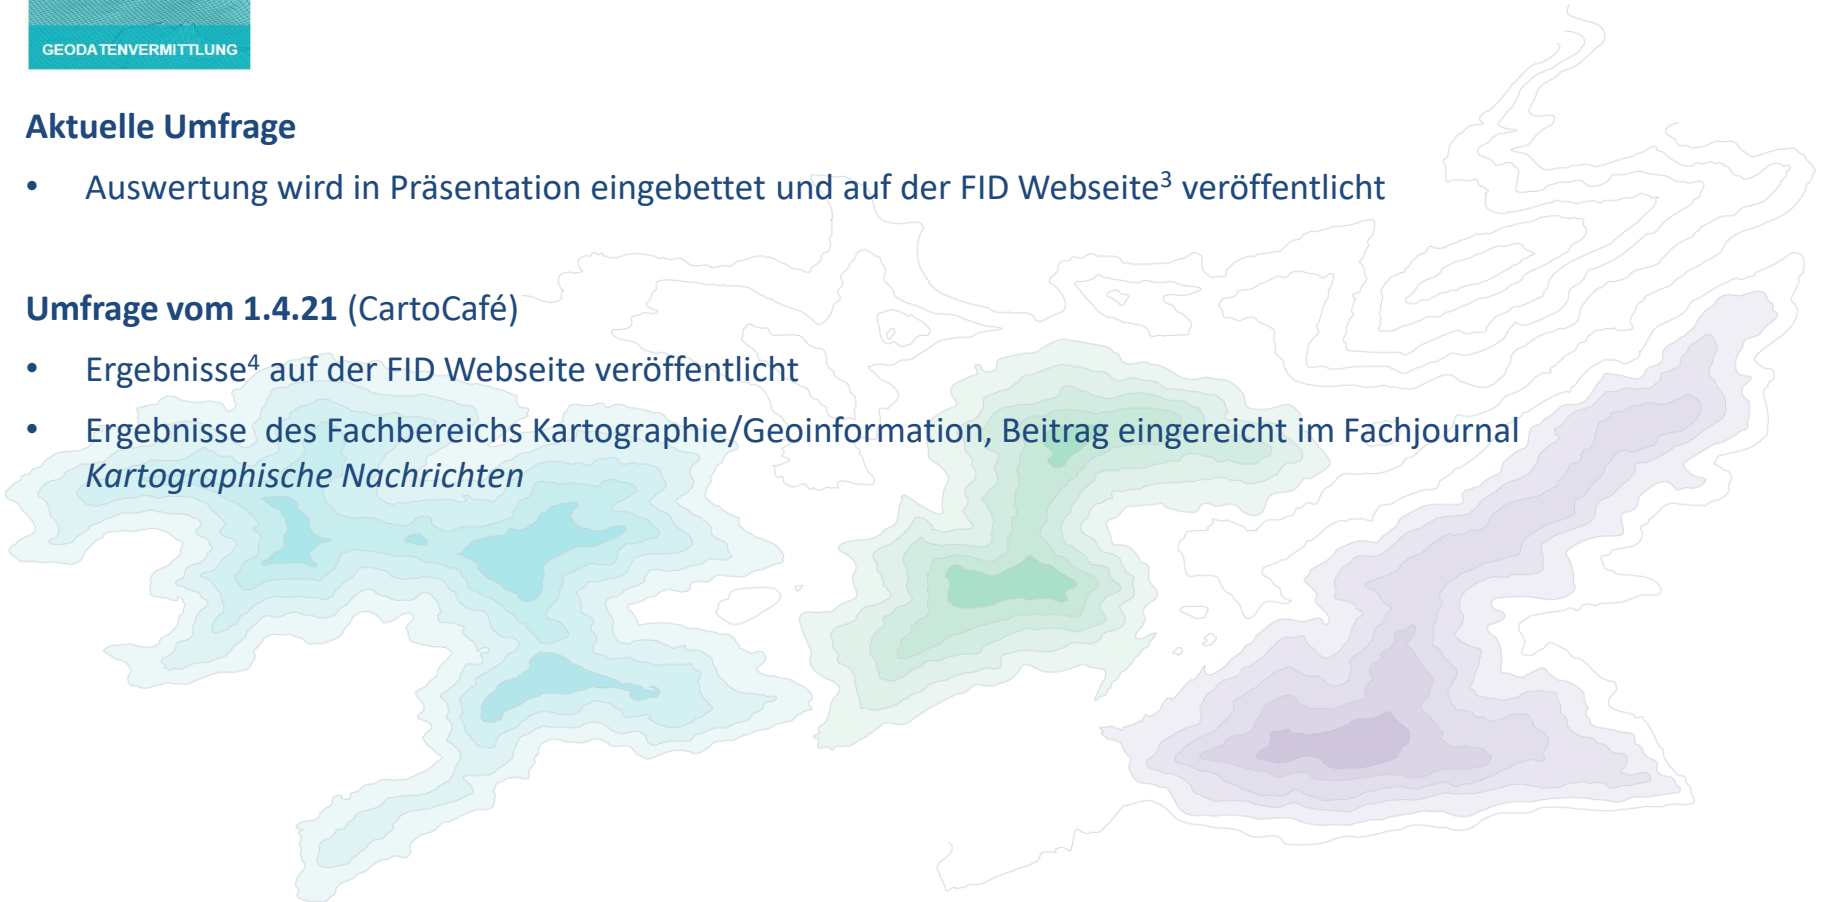 GEODATENVERMITTLUNG
Aktuelle Umfrage
• Auswertung wird in Präsentation eingebettet und auf der FID Webseite³ veröffentlicht
Umfrage vom 1.4.21 (CartoCafé)
• Ergebnisse⁴ auf der FID Webseite veröffentlicht
• Ergebnisse  des Fachbereichs Kartographie/Geoinformation, Beitrag eingereicht im Fachjournal
Kartographische Nachrichten